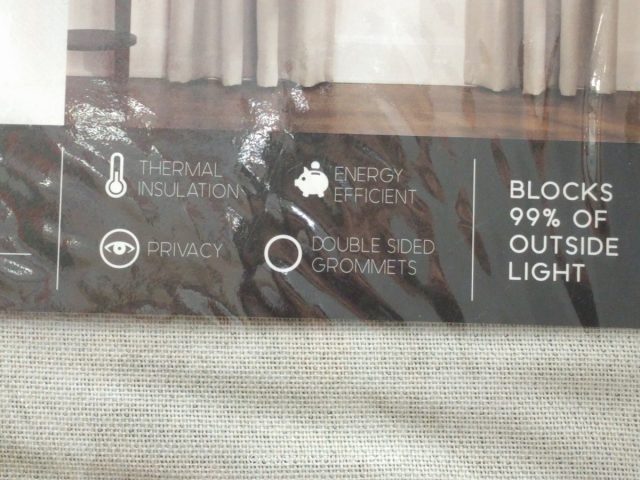 THERMAL
INSULATION
ENERGY
EFFICIENT
PRIVACY
DOUBLE SIDED
GROMMETS
BLOCKS
99% OF
OUTSIDE
LIGHT